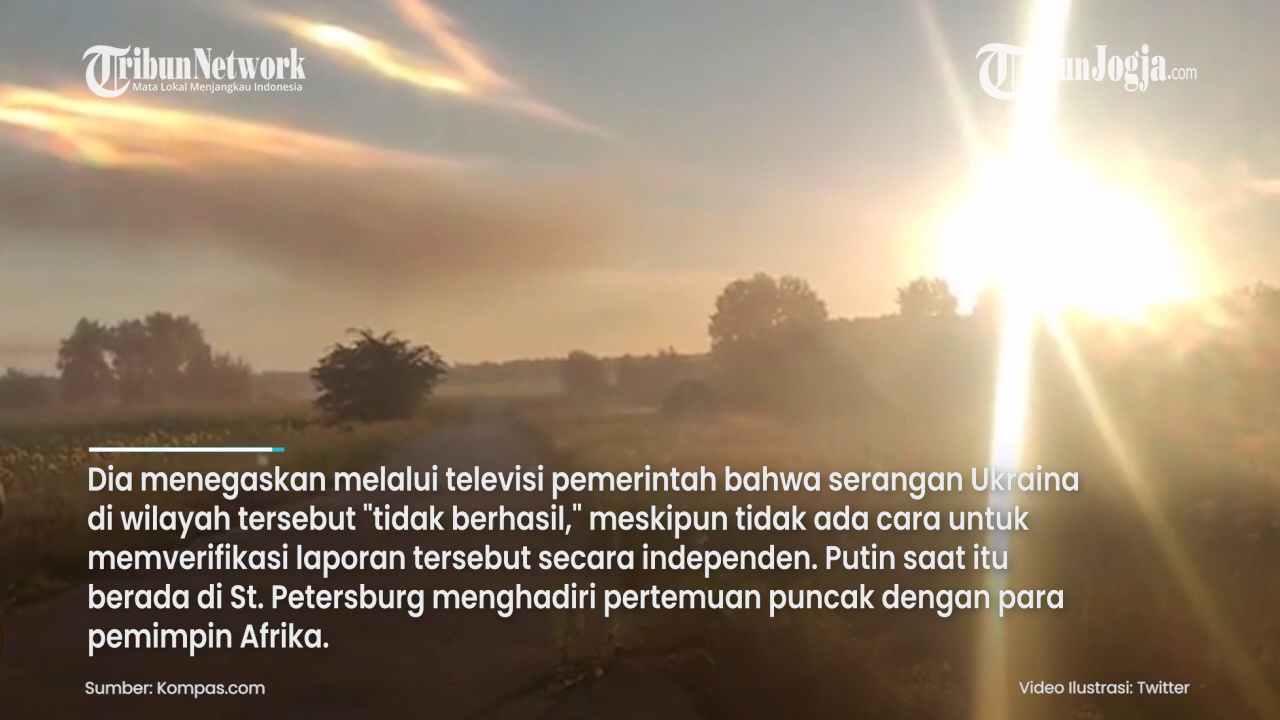 TribunNetwork
Mata Lokal Menjangkau Indonesia
Jogja.com
Dia menegaskan melalui televisi pemerintah bahwa serangan Ukraina
di wilayah tersebut "tidak berhasil," meskipun tidak ada cara untuk
memverifikasi laporan tersebut secara independen. Putin saat itu
berada di St. Petersburg menghadiri pertemuan puncak dengan para
pemimpin Afrika.
Sumber: Kompas.com
Video Ilustrasi: Twitter